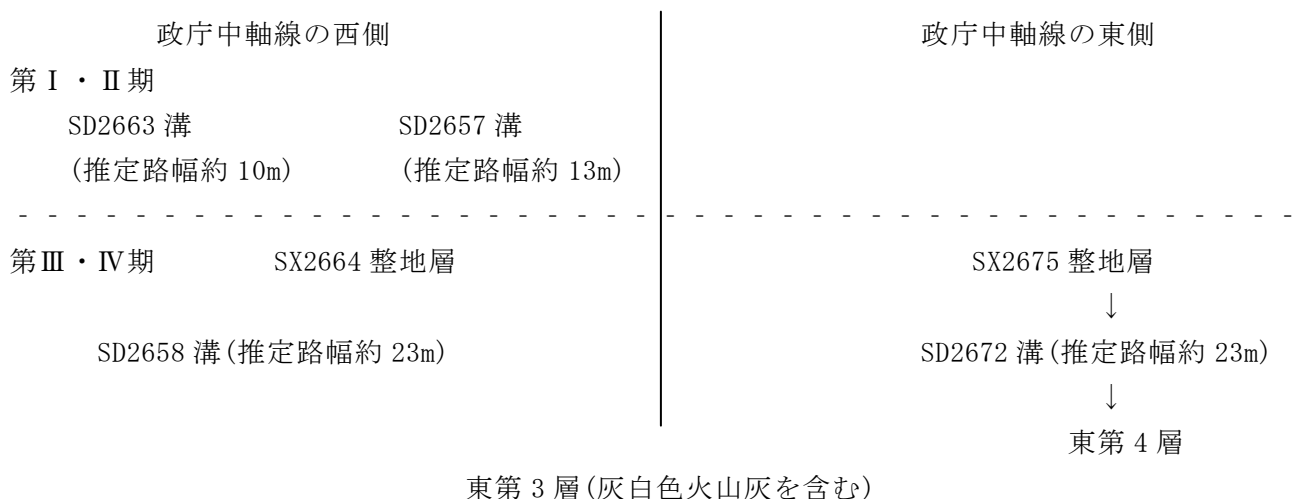 政庁中軸線の西側 政庁中軸線の東側
第Ⅰ・Ⅱ期
SD2663 溝 SD2657 溝
(推定路幅約 10m) (推定路幅約 13m)
第Ⅲ・Ⅳ期 SX2664 整地層 SX2675 整地層
↓
SD2658 溝(推定路幅約 23m) SD2672 溝(推定路幅約 23m)
↓
東第 4 層
東第 3 層(灰白色火山灰を含む)